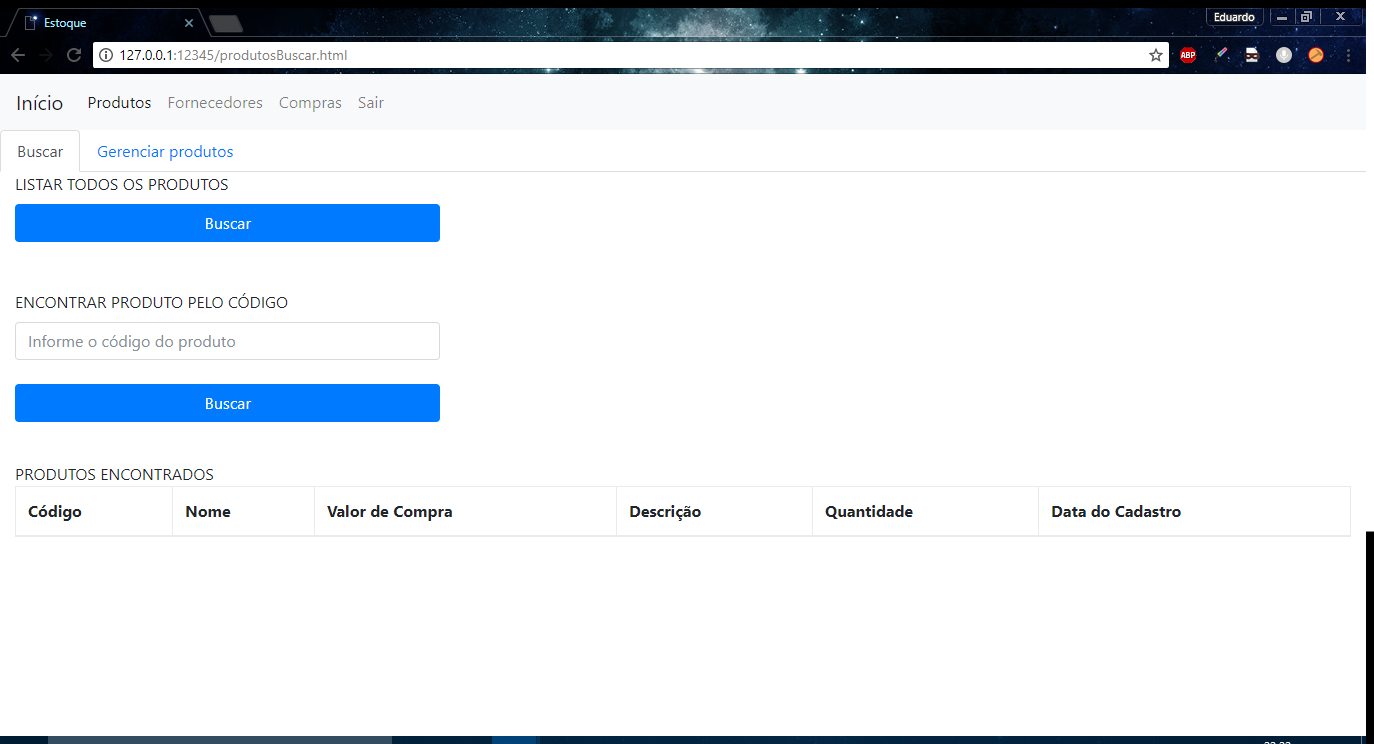 Estoque
Eduardo
127.0.0.1:12345/produtosBuscar.html
ABP
Início Produtos Fornecedores Compras Sair
Buscar Gerenciar produtos
LISTAR TODOS OS PRODUTOS
Buscar
ENCONTRAR PRODUTO PELO CÓDIGO
Informe o código do produto
Buscar
PRODUTOS ENCONTRADOS
Código Nome Valor de Compra Descrição Quantidade Data do Cadastro